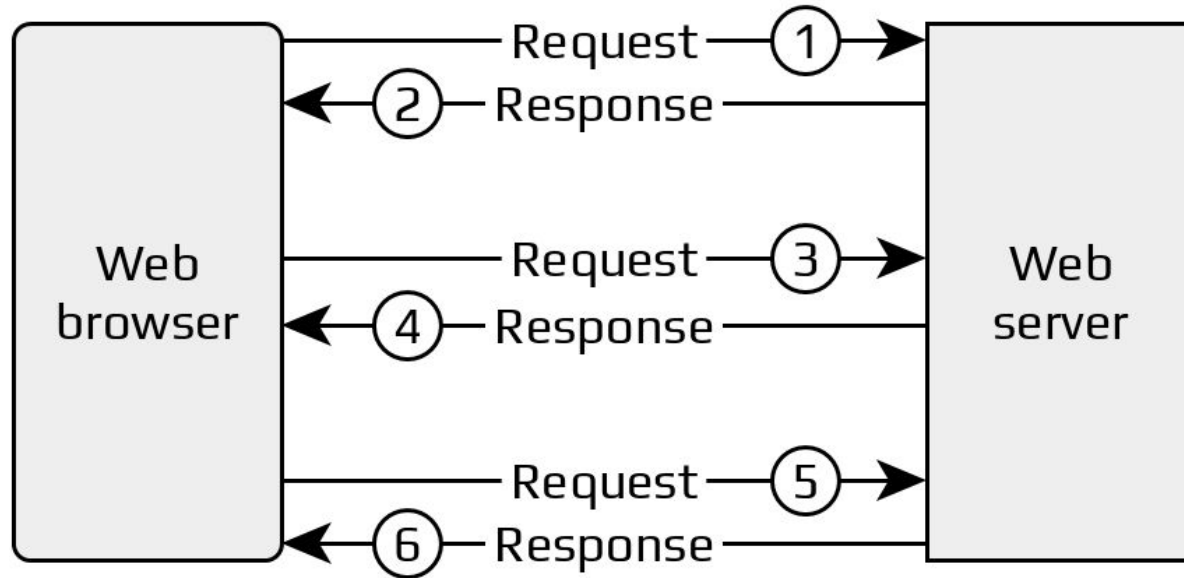 Request 1
2 Response
Web
browser
Request 3
4 Response
Web
server
Request 5
6 Response